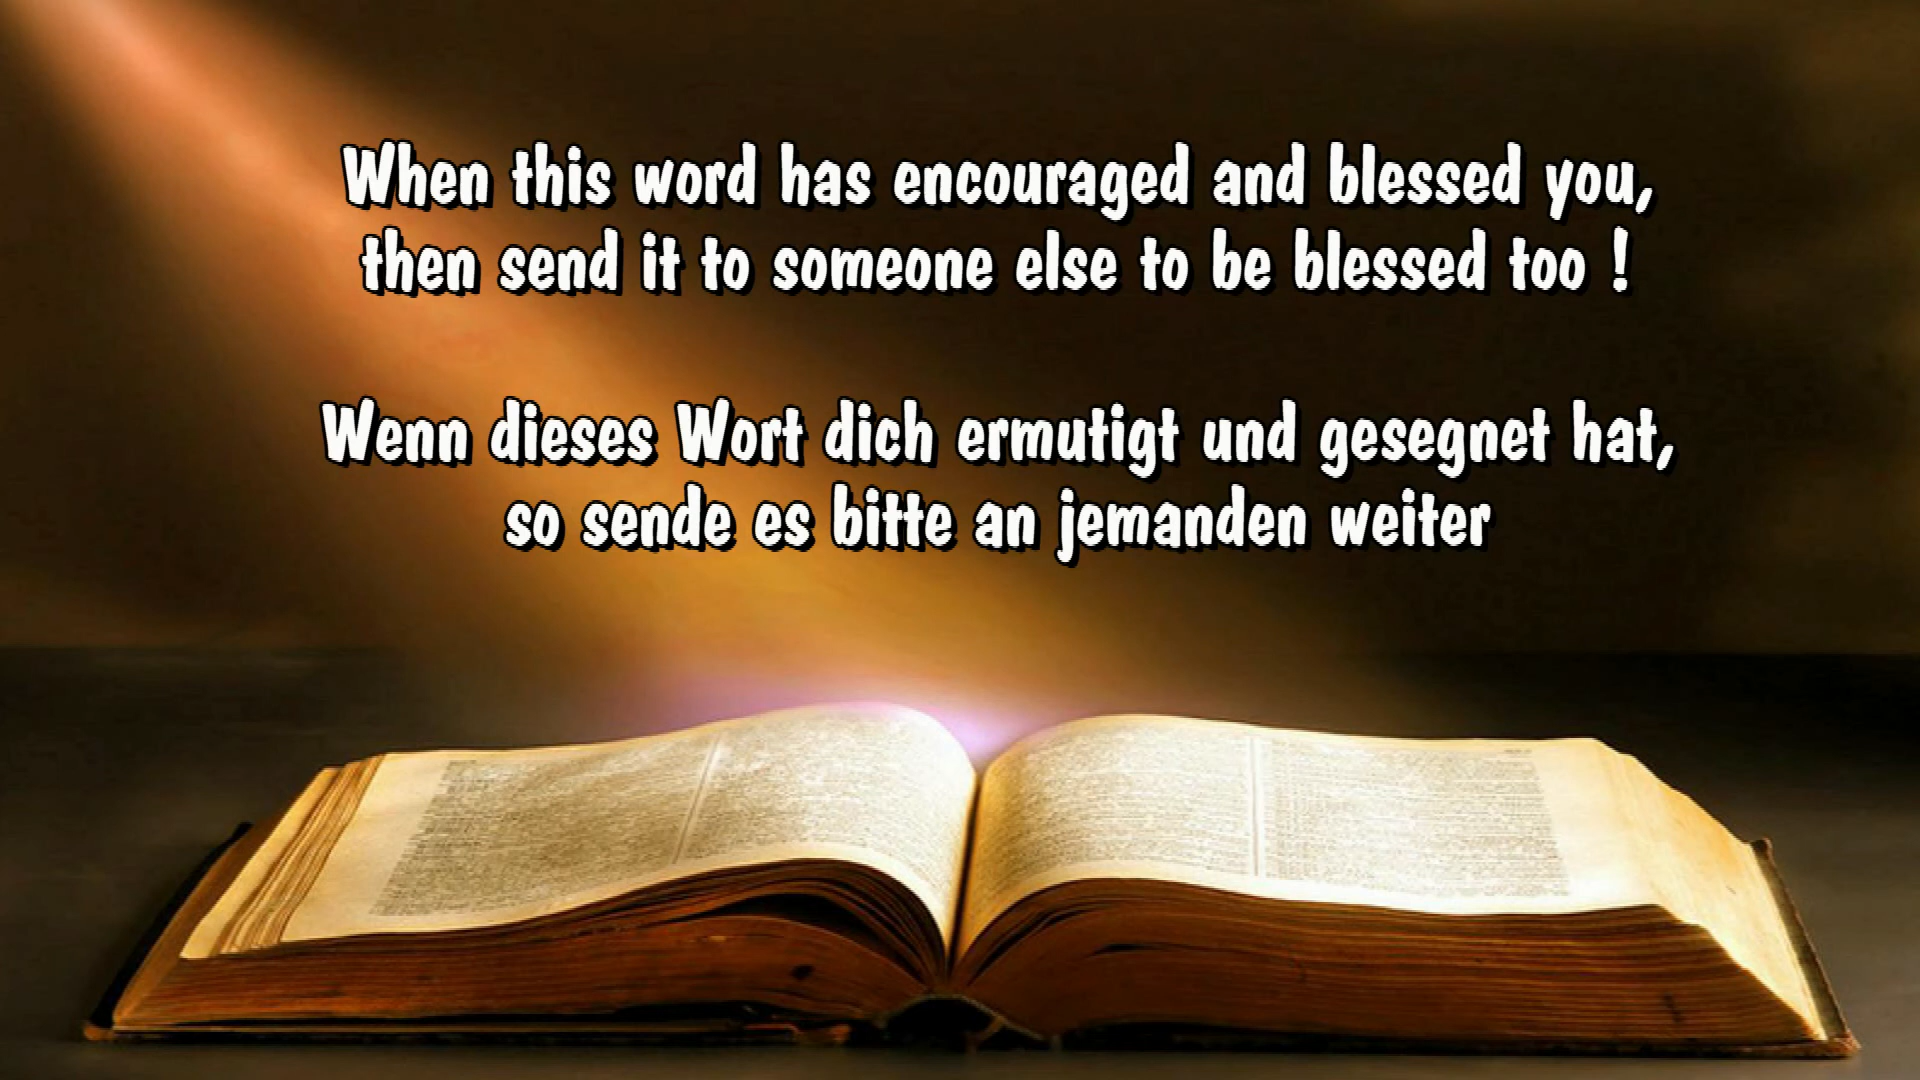 When this word has encouraged and blessed you,
then send it to someone else to be blessed too !
Wenn dieses Wort dich ermutigt und gesegnet hat,
so sende es bitte an jemanden weiter